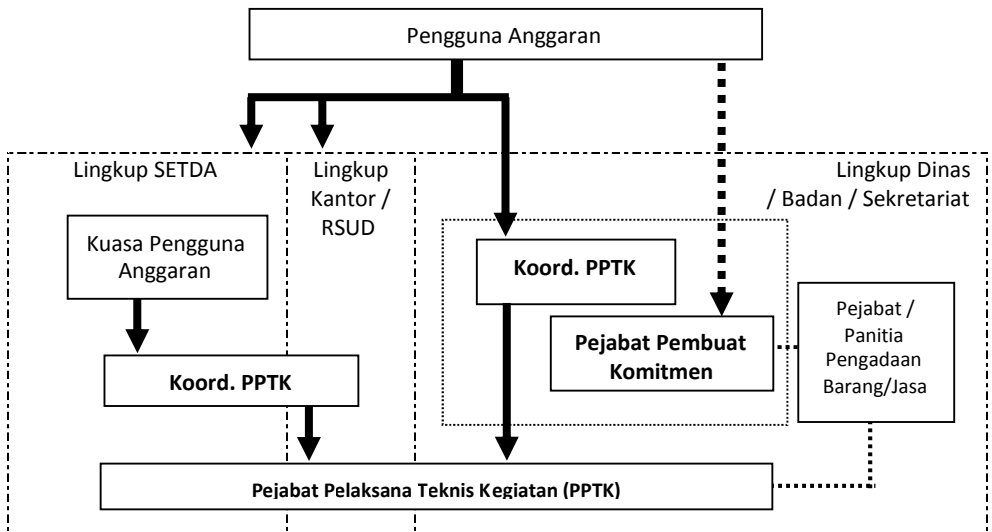 Pengguna Anggaran
Lingkup SETDA
Lingkup
Kantor /
RSUD
Lingkup Dinas
/ Badan / Sekretariat
Kuasa Pengguna
Anggaran
Koord. PPTK
Koord. PPTK
Pejabat Pembuat
Komitmen
Pejabat /
Panitia
Pengadaan
Barang/Jasa
Pejabat Pelaksana Teknis Kegiatan (PPTK)